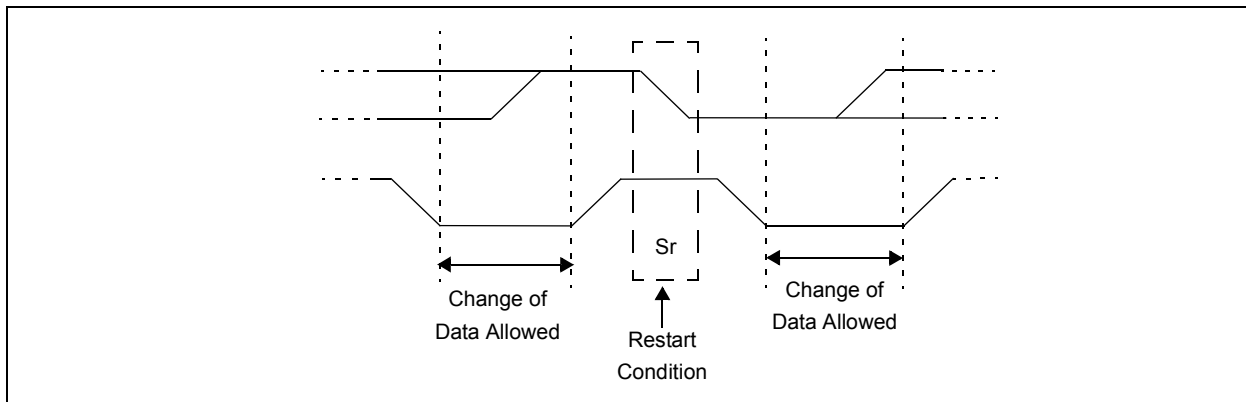 Sr
Change of
Data Allowed
Restart
Condition
Change of
Data Allowed